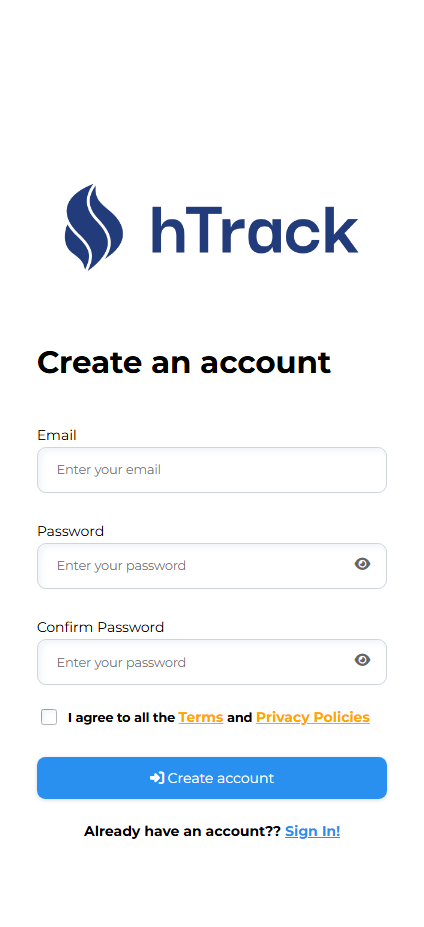 hTrack
Create an account
Email
Enter your email
Password
Enter your password
Confirm Password
Enter your password
I agree to all the Terms and Privacy Policies
Create account
Already have an account?? Sign In!